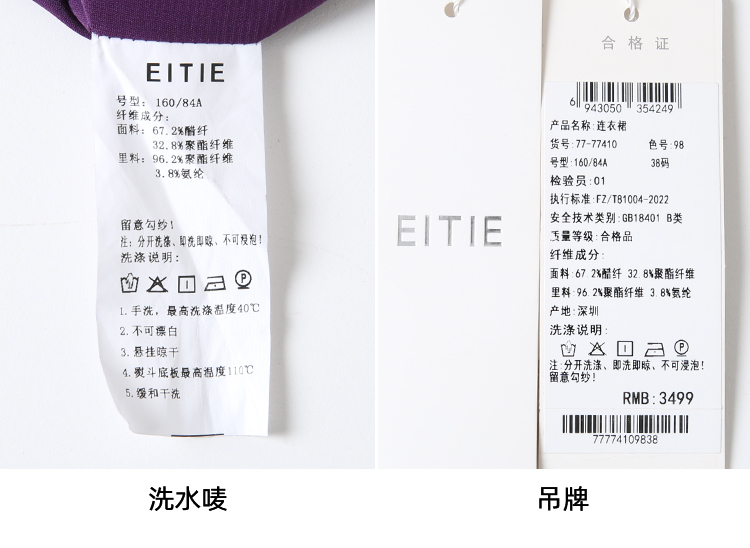 EITIE
号型: 160/84A
纤维成分:
面料: 67.2%醋纤
32.8%聚酯纤维
里料: 96.2%聚酯纤维
3.8%氨纶
留意勾纱!
注: 分开洗涤、即洗即晾、不可浸泡!
洗涤说明:
P
1.手洗，最高洗涤温度40℃
2.不可漂白
3.悬挂晾干
4.熨斗底板最高温度110℃
5.缓和干洗
洗水唛
EITIE
合格证
6 943050 354249
产品名称:连衣裙
货号:77-77410 色号:98
号型:160/84A 38码
检验员:01
执行标准:FZ/T81004-2022
安全技术类别:GB18401 B类
质量等级:合格品
纤维成分:
面料:67.2%醋纤 32.8%聚酯纤维
里料:96.2%聚酯纤维 3.8%氨纶
产地:深圳
洗涤说明:
P
注:分开洗涤、即洗即晾、不可浸泡!
留意勾纱!
RMB:3499
77774109838
吊牌